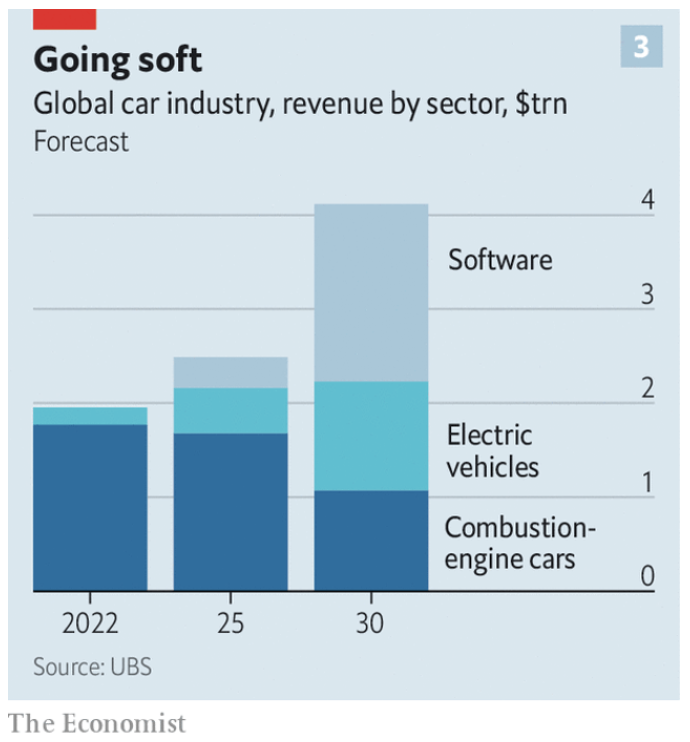 3
Going soft
Global car industry, revenue by sector, $trn
Forecast
4
Software
3
2
Electric
vehicles
1
Combustion-
engine cars
0
2022 25 30
Source: UBS
The Economist